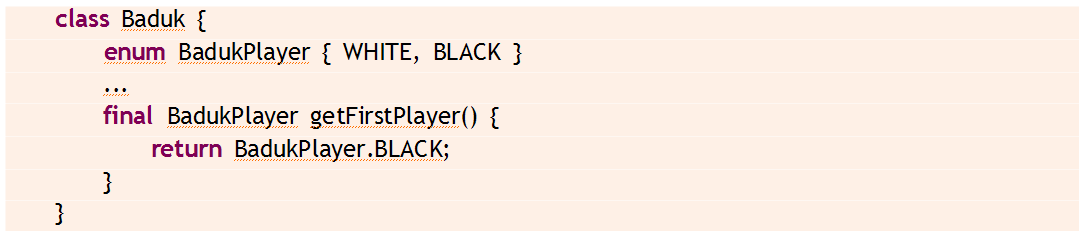 class Baduk {
enum BadukPlayer { WHITE, BLACK }
...
final BadukPlayer getFirstPlayer() {
return BadukPlayer.BLACK;
}
}